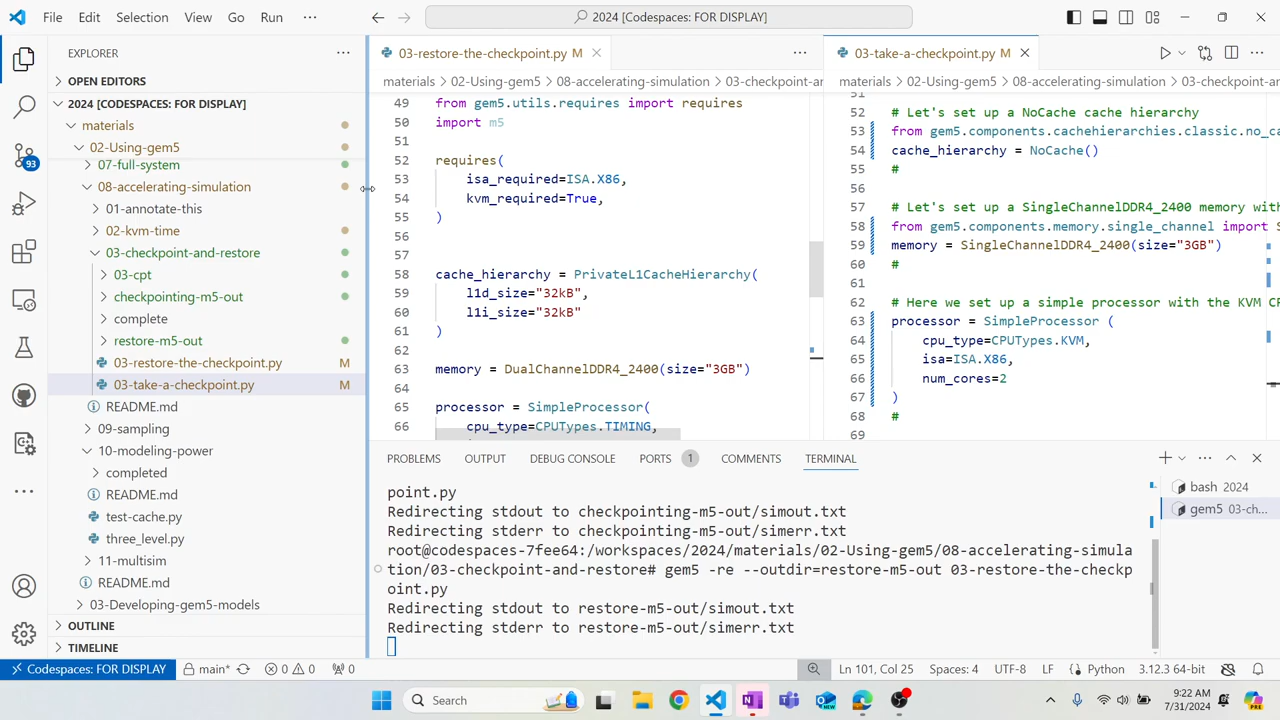 File Edit Selection View Go Run ···
2024 [Codespaces: FOR DISPLAY]
EXPLORER
OPEN EDITORS
2024 [CODESPACES: FOR DISPLAY]
materials
02-Using-gem5
07-full-system
08-accelerating-simulation
01-annotate-this
02-kvm-time
03-checkpoint-and-restore
03-cpt
checkpointing-m5-out
complete
restore-m5-out
03-restore-the-checkpoint.py M
03-take-a-checkpoint.py M
README.md
09-sampling
10-modeling-power
completed
README.md
test-cache.py
three_level.py
11-multisim
README.md
03-Developing-gem5-models
OUTLINE
TIMELINE
93
03-restore-the-checkpoint.py M
materials > 02-Using-gem5 > 08-accelerating-simulation > 03-checkpoint-an
49 from gem5.utils.requires import requires
50 import m5
51
52 requires(
53 isa_required=ISA.X86,
54 kvm_required=True,
55 )
56
57
58 cache_hierarchy = PrivateL1CacheHierarchy(
59 l1d_size="32kB",
60 l1i_size="32kB"
61 )
62
63 memory = DualChannelDDR4_2400(size="3GB")
64
65 processor = SimpleProcessor(
66 cpu_type=CPUTypes.TIMING,
03-take-a-checkpoint.py M
materials > 02-Using-gem5 > 08-accelerating-simulation > 03-checkpoint-an
51
52 # Let's set up a NoCache cache hierarchy
53 from gem5.components.cachehierarchies.classic.no_ca
54 cache_hierarchy = NoCache()
55 #
56
57 # Let's set up a SingleChannelDDR4_2400 memory with
58 from gem5.components.memory.single_channel import S
59 memory = SingleChannelDDR4_2400(size="3GB")
60 #
61
62 # Here we set up a simple processor with the KVM CP
63 processor = SimpleProcessor (
64 cpu_type=CPUTypes.KVM,
65 isa=ISA.X86,
66 num_cores=2
67 )
68 #
69
PROBLEMS OUTPUT DEBUG CONSOLE PORTS 1 COMMENTS TERMINAL
point.py
Redirecting stdout to checkpointing-m5-out/simout.txt
Redirecting stderr to checkpointing-m5-out/simerr.txt
root@codespaces-7fee64:/workspaces/2024/materials/02-Using-gem5/08-accelerating-simula
tion/03-checkpoint-and-restore# gem5 -re --outdir=restore-m5-out 03-restore-the-checkp
oint.py
Redirecting stdout to restore-m5-out/simout.txt
Redirecting stderr to restore-m5-out/simerr.txt
bash 2024
gem5 03-ch...
Codespaces: FOR DISPLAY main* 0 0 0 Ln 101, Col 25 Spaces: 4 UTF-8 LF Python 3.12.3 64-bit
Search
9:22 AM
7/31/2024